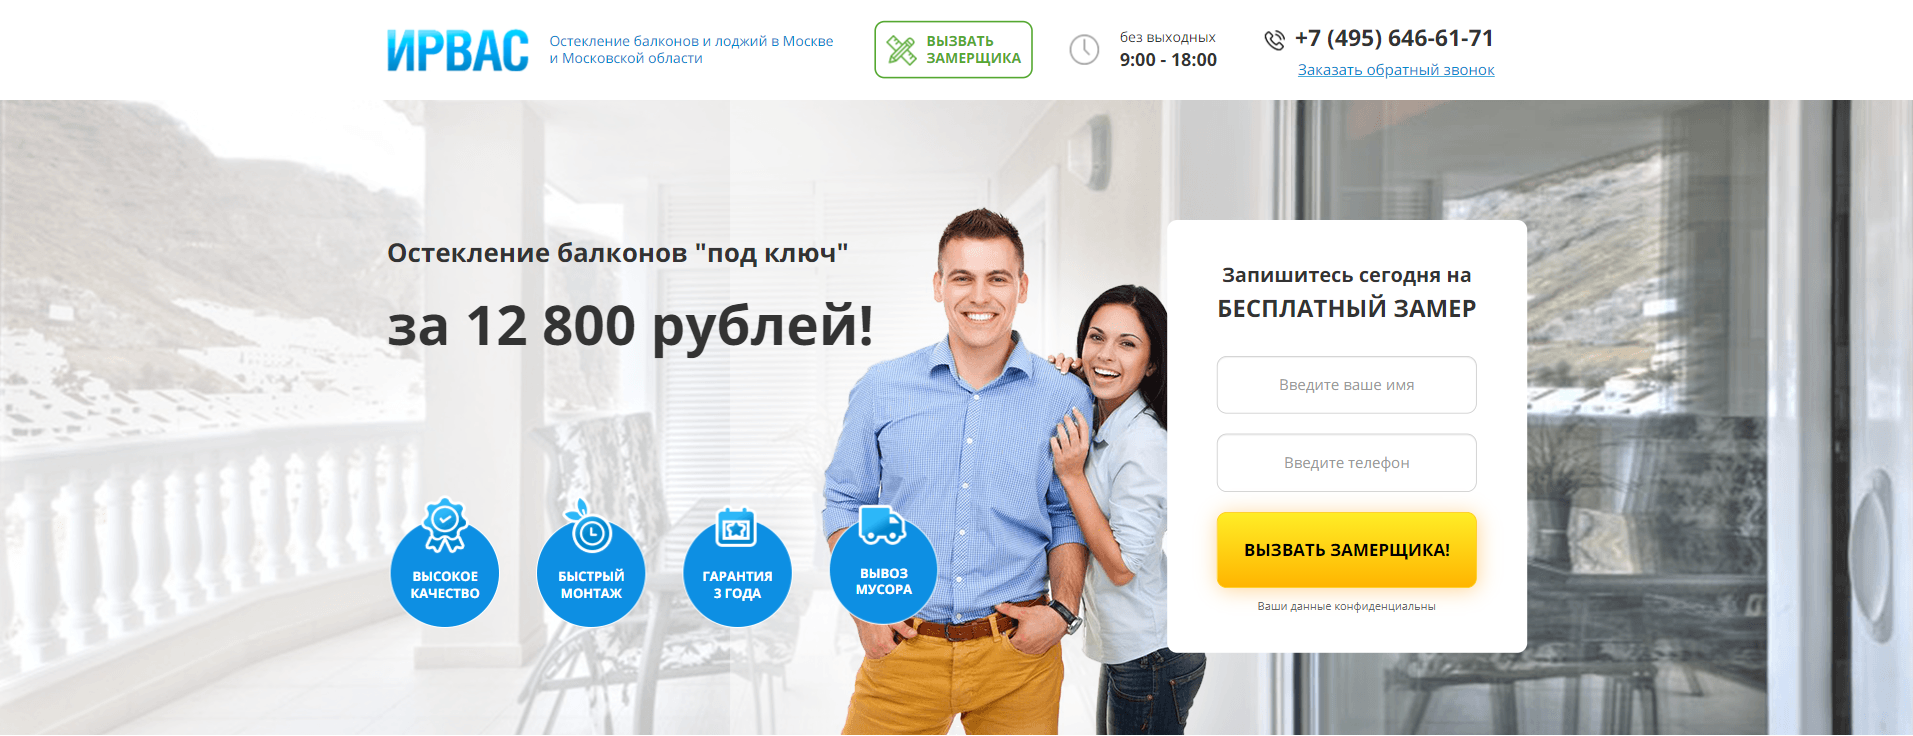 ИРВАС
Остекление балконов и лоджий в Москве
и Московской области
ВЫЗВАТЬ
ЗАМЕРЩИКА
без выходных
9:00 - 18:00
+7 (495) 646-61-71
Заказать обратный звонок
Остекление балконов "под ключ"
за 12 800 рублей!
ВЫСОКОЕ
КАЧЕСТВО
БЫСТРЫЙ
МОНТАЖ
ГАРАНТИЯ
3 ГОДА
ВЫВОЗ
МУСОРА
Запишитесь сегодня на
БЕСПЛАТНЫЙ ЗАМЕР
Введите ваше имя
Введите телефон
ВЫЗВАТЬ ЗАМЕРЩИКА!
Ваши данные конфиденциальны